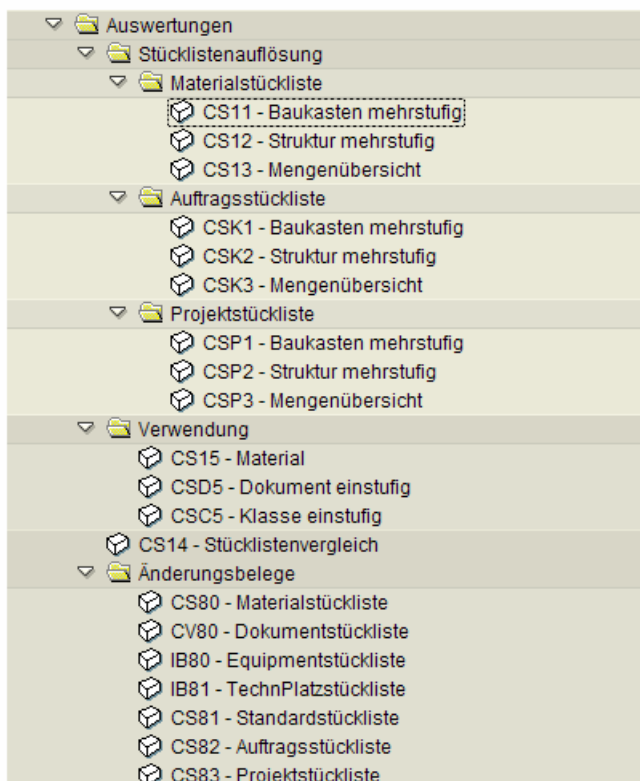 Auswertungen
Stücklistenauflösung
Materialstückliste
CS11 - Baukasten mehrstufig
CS12 - Struktur mehrstufig
CS13 - Mengenübersicht
Auftragsstückliste
CSK1 - Baukasten mehrstufig
CSK2 - Struktur mehrstufig
CSK3 - Mengenübersicht
Projektstückliste
CSP1 - Baukasten mehrstufig
CSP2 - Struktur mehrstufig
CSP3 - Mengenübersicht
Verwendung
CS15 - Material
CSD5 - Dokument einstufig
CSC5 - Klasse einstufig
CS14 - Stücklistenvergleich
Änderungsbelege
CS80 - Materialstückliste
CV80 - Dokumentstückliste
IB80 - Equipmentstückliste
IB81 - TechnPlatzstückliste
CS81 - Standardstückliste
CS82 - Auftragsstückliste
CS83 - Projektstückliste